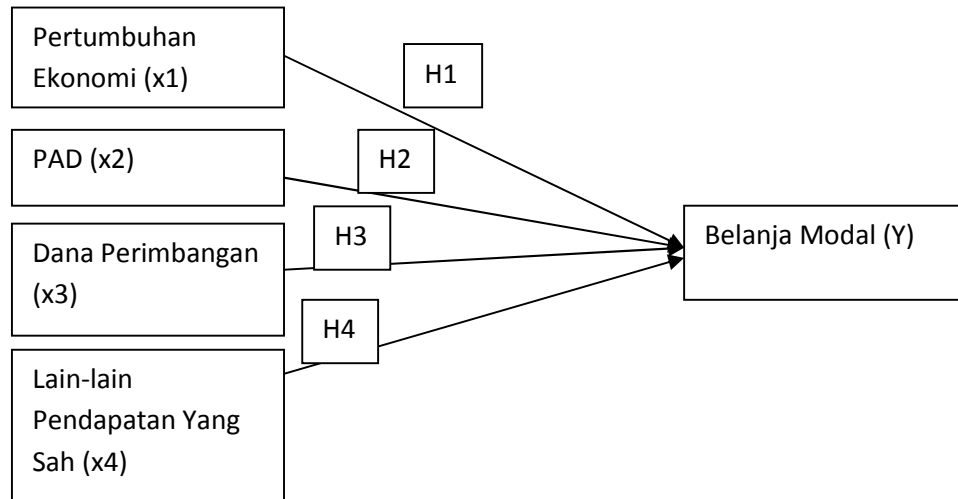 Pertumbuhan
Ekonomi (x1)
H1
PAD (x2)
H2
Dana Perimbangan
(x3)
H3
Lain-lain
Pendapatan Yang
Sah (x4)
H4
Belanja Modal (Y)